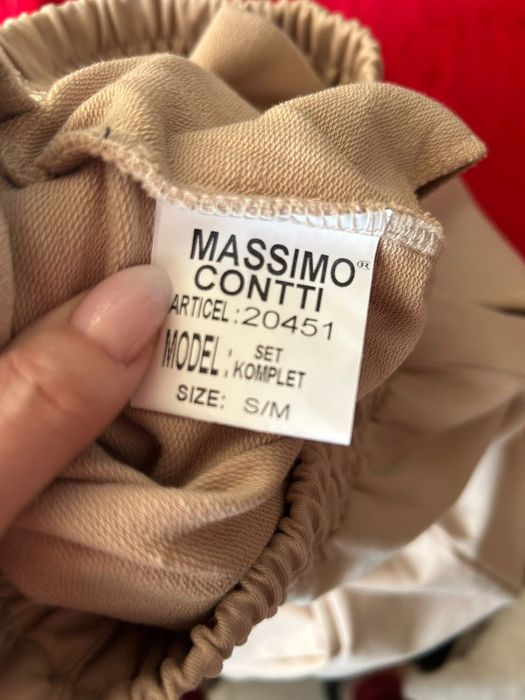 MASSIMO®
CONTTI
ARTICEL: 20451
MODEL: SET
KOMPLET
SIZE: S/M